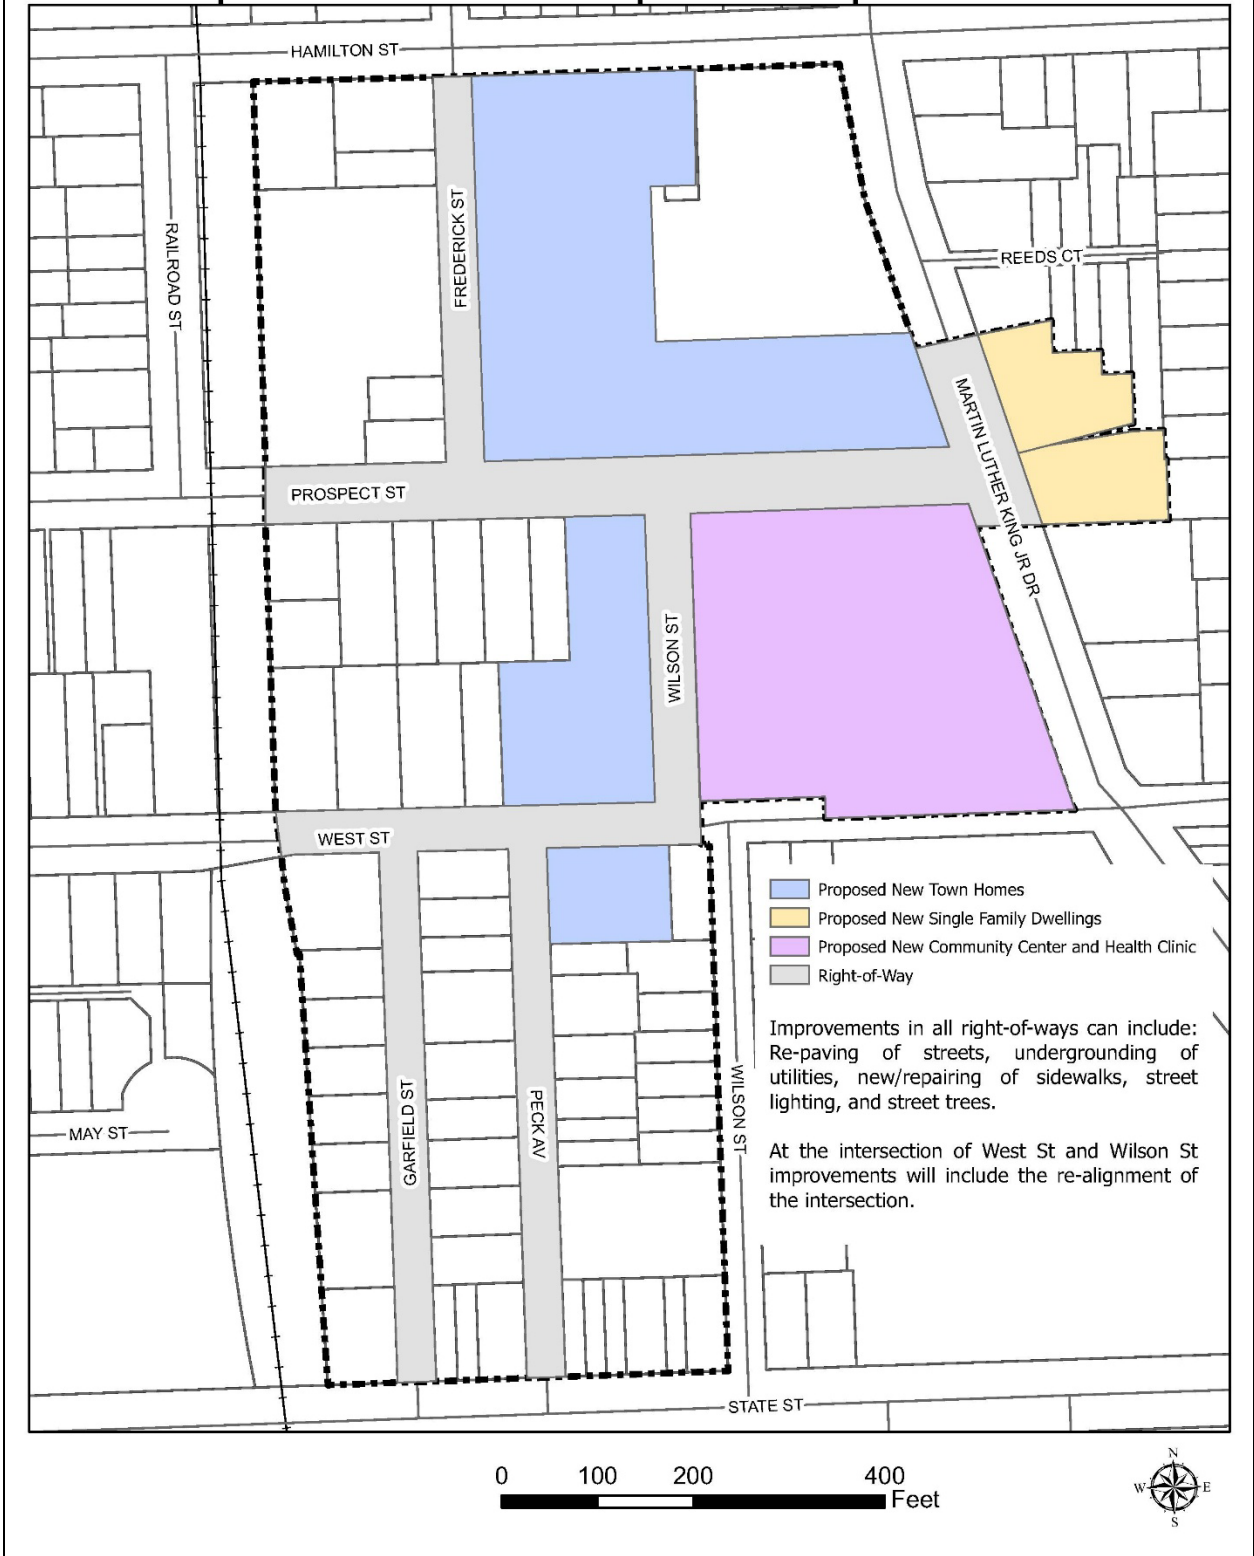 HAMILTON ST
RAILROAD ST
FREDERICK ST
REEDS CT
MARTIN LUTHER KING JR DR
PROSPECT ST
WILSON ST
WEST ST
Proposed New Town Homes
Proposed New Single Family Dwellings
Proposed New Community Center and Health Clinic
Right-of-Way
Improvements in all right-of-ways can include:
Re-paving of streets, undergrounding of
utilities, new/repairing of sidewalks, street
lighting, and street trees.
At the intersection of West St and Wilson St
improvements will include the re-alignment of
the intersection.
GARFIELD ST
PECK AV
WILSON ST
MAY ST
STATE ST
0 100 200 400
Feet
N
W E
S